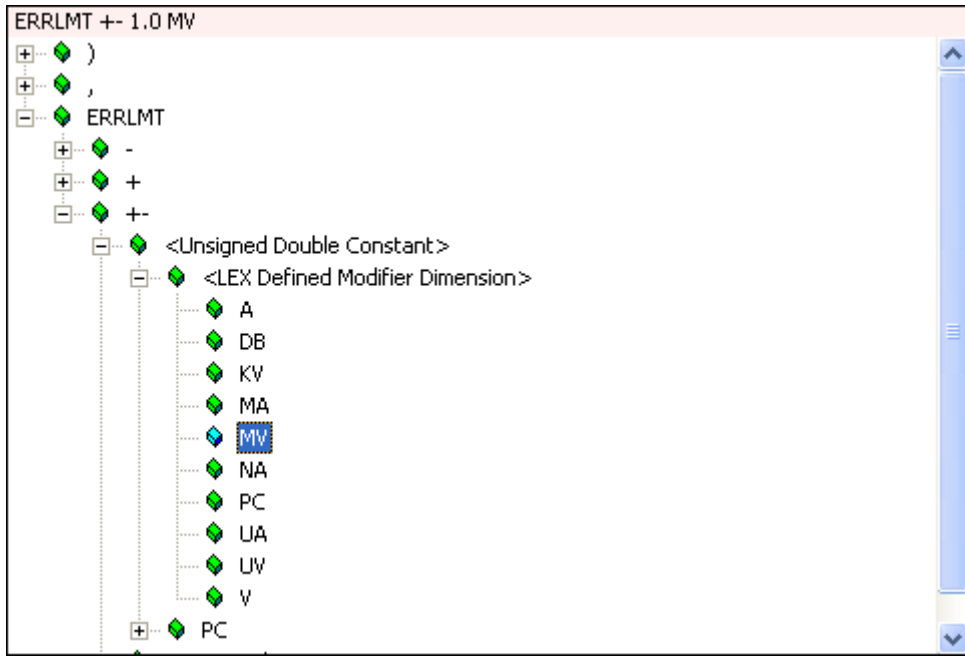 ERRLMT +- 1.0 MV
)
,
ERRLMT
-
+
+-
<Unsigned Double Constant>
<LEX Defined Modifier Dimension>
A
DB
KV
MA
MV
NA
PC
UA
UV
V
PC